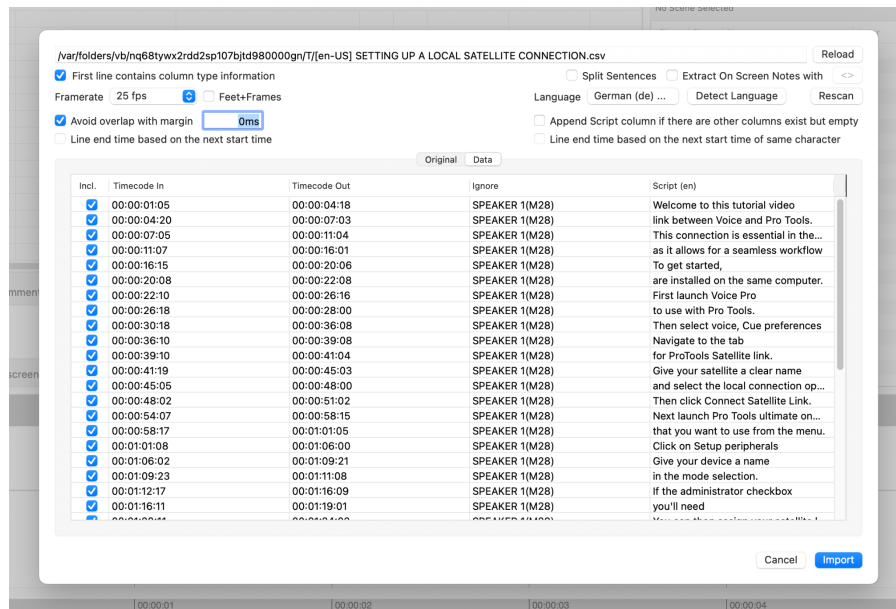 No Scene Selected
/var/folders/vb/nq68tywx2rdd2sp107bjtd980000gn/T/[en-US] SETTING UP A LOCAL SATELLITE CONNECTION.csv Reload
First line contains column type information Split Sentences Extract On Screen Notes with <>
Framerate 25 fps Feet+Frames Language German (de) ... Detect Language Rescan
Avoid overlap with margin 0ms Append Script column if there are other columns exist but empty
Line end time based on the next start time Line end time based on the next start time of same character
Original Data
Incl. Timecode In Timecode Out Ignore Script (en)
00:00:01:05 00:00:04:18 SPEAKER 1(M28) Welcome to this tutorial video
00:00:04:20 00:00:07:03 SPEAKER 1(M28) link between Voice and Pro Tools.
00:00:07:05 00:00:11:04 SPEAKER 1(M28) This connection is essential in the...
00:00:11:07 00:00:16:01 SPEAKER 1(M28) as it allows for a seamless workflow
00:00:16:15 00:00:20:06 SPEAKER 1(M28) To get started,
00:00:20:08 00:00:22:08 SPEAKER 1(M28) are installed on the same computer.
00:00:22:10 00:00:26:16 SPEAKER 1(M28) First launch Voice Pro
00:00:26:18 00:00:28:00 SPEAKER 1(M28) to use with Pro Tools.
00:00:30:18 00:00:36:08 SPEAKER 1(M28) Then select voice, Cue preferences
00:00:36:10 00:00:39:08 SPEAKER 1(M28) Navigate to the tab
00:00:39:10 00:00:41:04 SPEAKER 1(M28) for ProTools Satellite link.
00:00:41:19 00:00:45:03 SPEAKER 1(M28) Give your satellite a clear name
00:00:45:05 00:00:48:00 SPEAKER 1(M28) and select the local connection op...
00:00:48:02 00:00:51:02 SPEAKER 1(M28) Then click Connect Satellite Link.
00:00:54:07 00:00:58:15 SPEAKER 1(M28) Next launch Pro Tools ultimate on...
00:00:58:17 00:01:01:05 SPEAKER 1(M28) that you want to use from the menu.
00:01:01:08 00:01:06:00 SPEAKER 1(M28) Click on Setup peripherals
00:01:06:02 00:01:09:21 SPEAKER 1(M28) Give your device a name
00:01:09:23 00:01:11:08 SPEAKER 1(M28) in the mode selection.
00:01:12:17 00:01:16:09 SPEAKER 1(M28) If the administrator checkbox
00:01:16:11 00:01:19:01 SPEAKER 1(M28) you'll need
Cancel Import
00:00:01 00:00:02 00:00:03 00:00:04